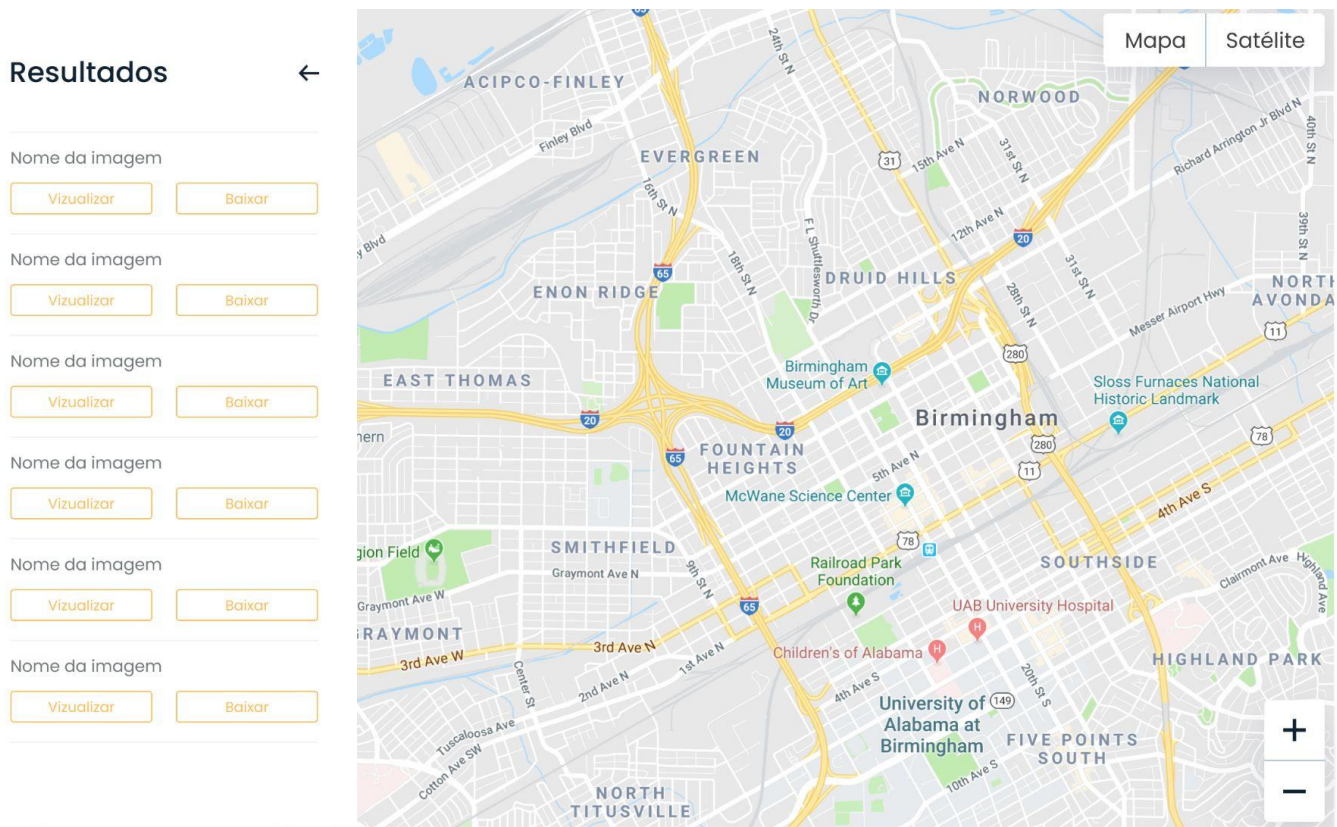 Resultados
Nome da imagem
Vizualizar
Baixar
Nome da imagem
Vizualizar
Baixar
Nome da imagem
Vizualizar
Baixar
Nome da imagem
Vizualizar
Baixar
Nome da imagem
Vizualizar
Baixar
Nome da imagem
Vizualizar
Baixar
Mapa
Satélite
65
24th St N
ACIPCO-FINLEY
NORWOOD
Finley Blvd
EVERGREEN
31
15th Ave N
31st St N
Richard Arrington Jr Blvd N
40th St N
16th St N
12th Ave N
20
39th St N
y Blvd
F L Shuttlesworth Dr
18th St N
65
DRUID HILLS
31st St N
28th St N
ENON RIDGE
NORTH
AVONDA
Messer Airport Hwy
11
280
Birmingham
Museum of Art
EAST THOMAS
Sloss Furnaces National
Historic Landmark
20
Birmingham
20
hern
280
78
65
FOUNTAIN
HEIGHTS
5th Ave N
11
McWane Science Center
4th Ave S
78
gion Field
SMITHFIELD
Graymont Ave N
9th St N
Railroad Park
Foundation
SOUTHSIDE
Clairmont Ave
Highland Ave
Graymont Ave W
65
UAB University Hospital
RAYMONT
3rd Ave W
3rd Ave N
1st Ave N
Children's of Alabama
HIGHLAND PARK
Center St
2nd Ave N
4th Ave S
20th St S
University of
Alabama at
Birmingham
149
Tuscaloosa Ave
Cotton Ave SW
FIVE POINTS
SOUTH
10th Ave S
NORTH
TITUSVILLE
+
−